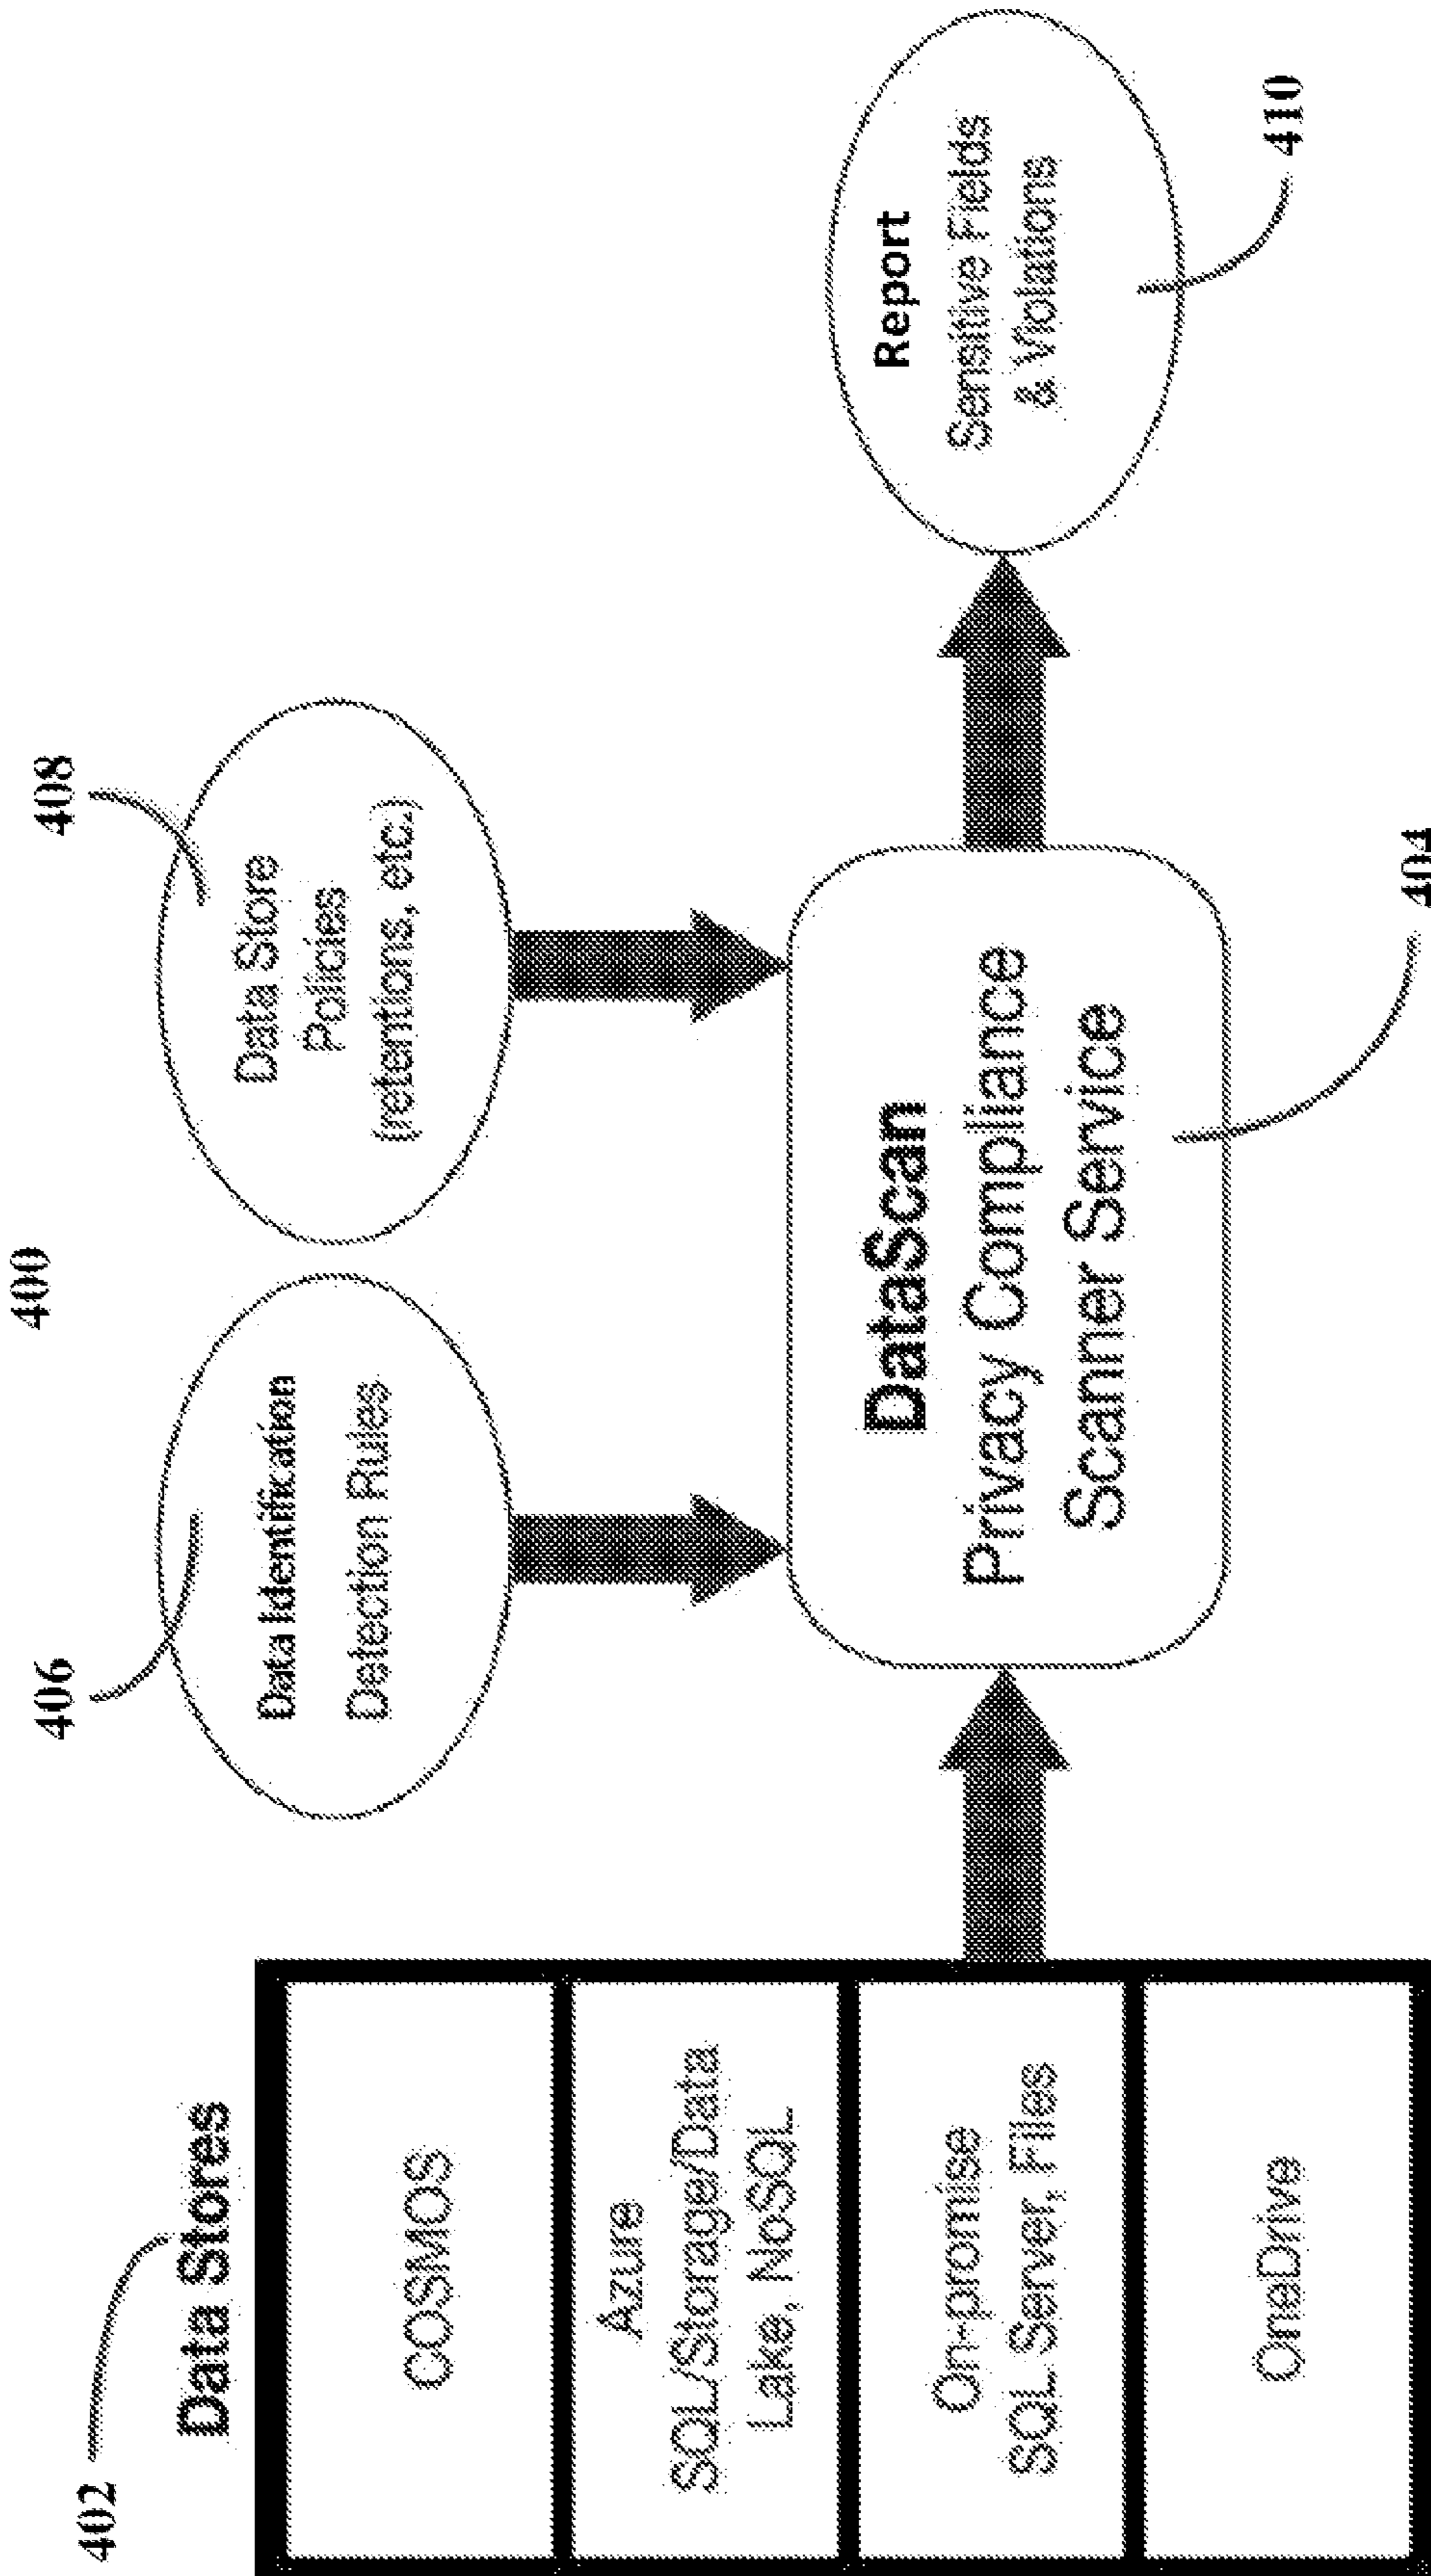 400
402
Data Stores
COSMOS
Azure
SQL/Storage/Data
Lake, NoSQL
On-promise
SQL Server, Files
OneDrive
406
Data Identification
Detection Rules
408
Data Store
Policies
(retentions, etc.)
DataScan
Privacy Compliance
Scanner Service
404
Report
Sensitive Fields
& Violations
410